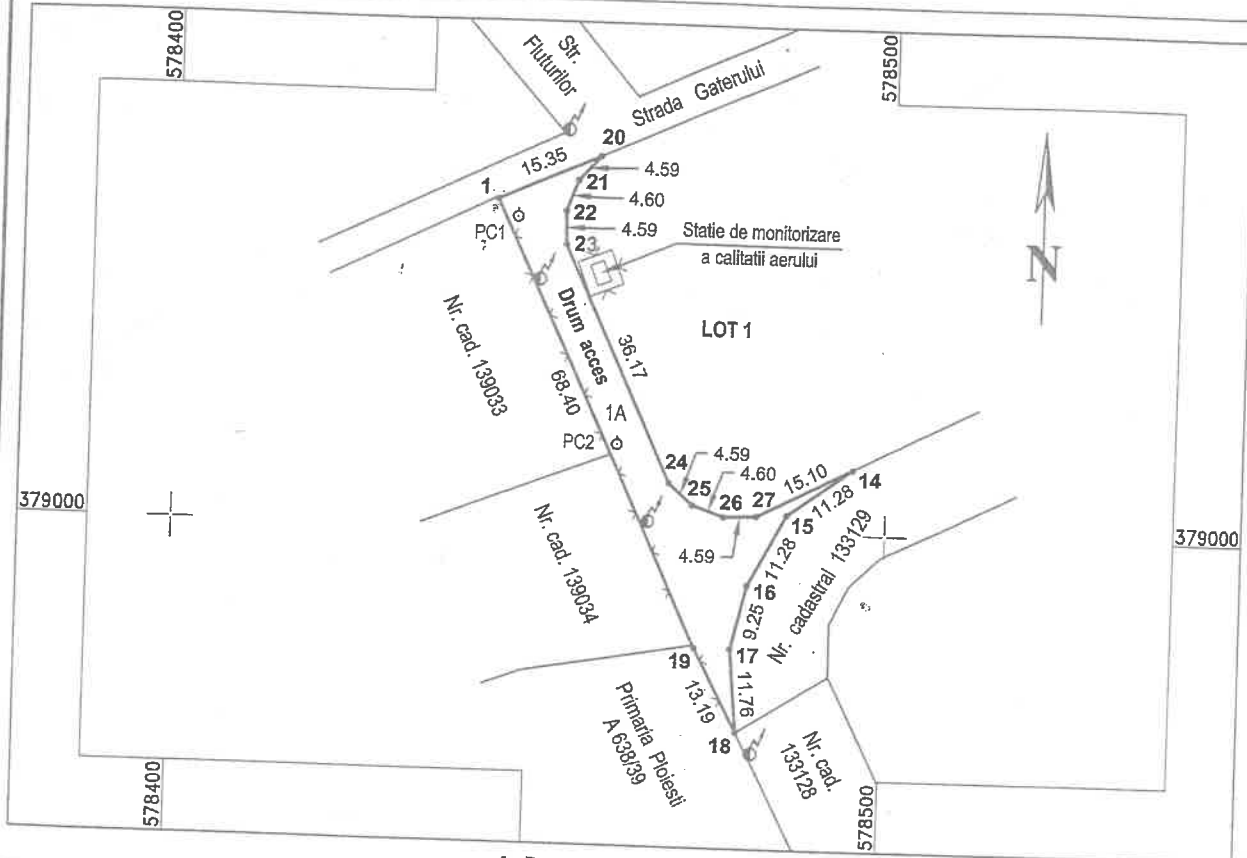 578400
578500
Str.
Fluturilor
Strada Gaterului
20
15.35
4.59
1
21
4.60
22
PC1
4.59
23
Statie de monitorizare
a calitatii aerului
N
Drum acces
Nr. cad. 139033
LOT 1
36.17
68.40
1A
PC2
24
4.59
25
4.60
15.10
14
26
27
11.28
379000
15
379000
4.59
11.28
Nr. cadastral 133129
Nr. cad. 139034
16
9.25
17
19
11.76
13.19
Primaria Ploiesti
A 638/39
18
Nr. cad.
133128
578400
578500